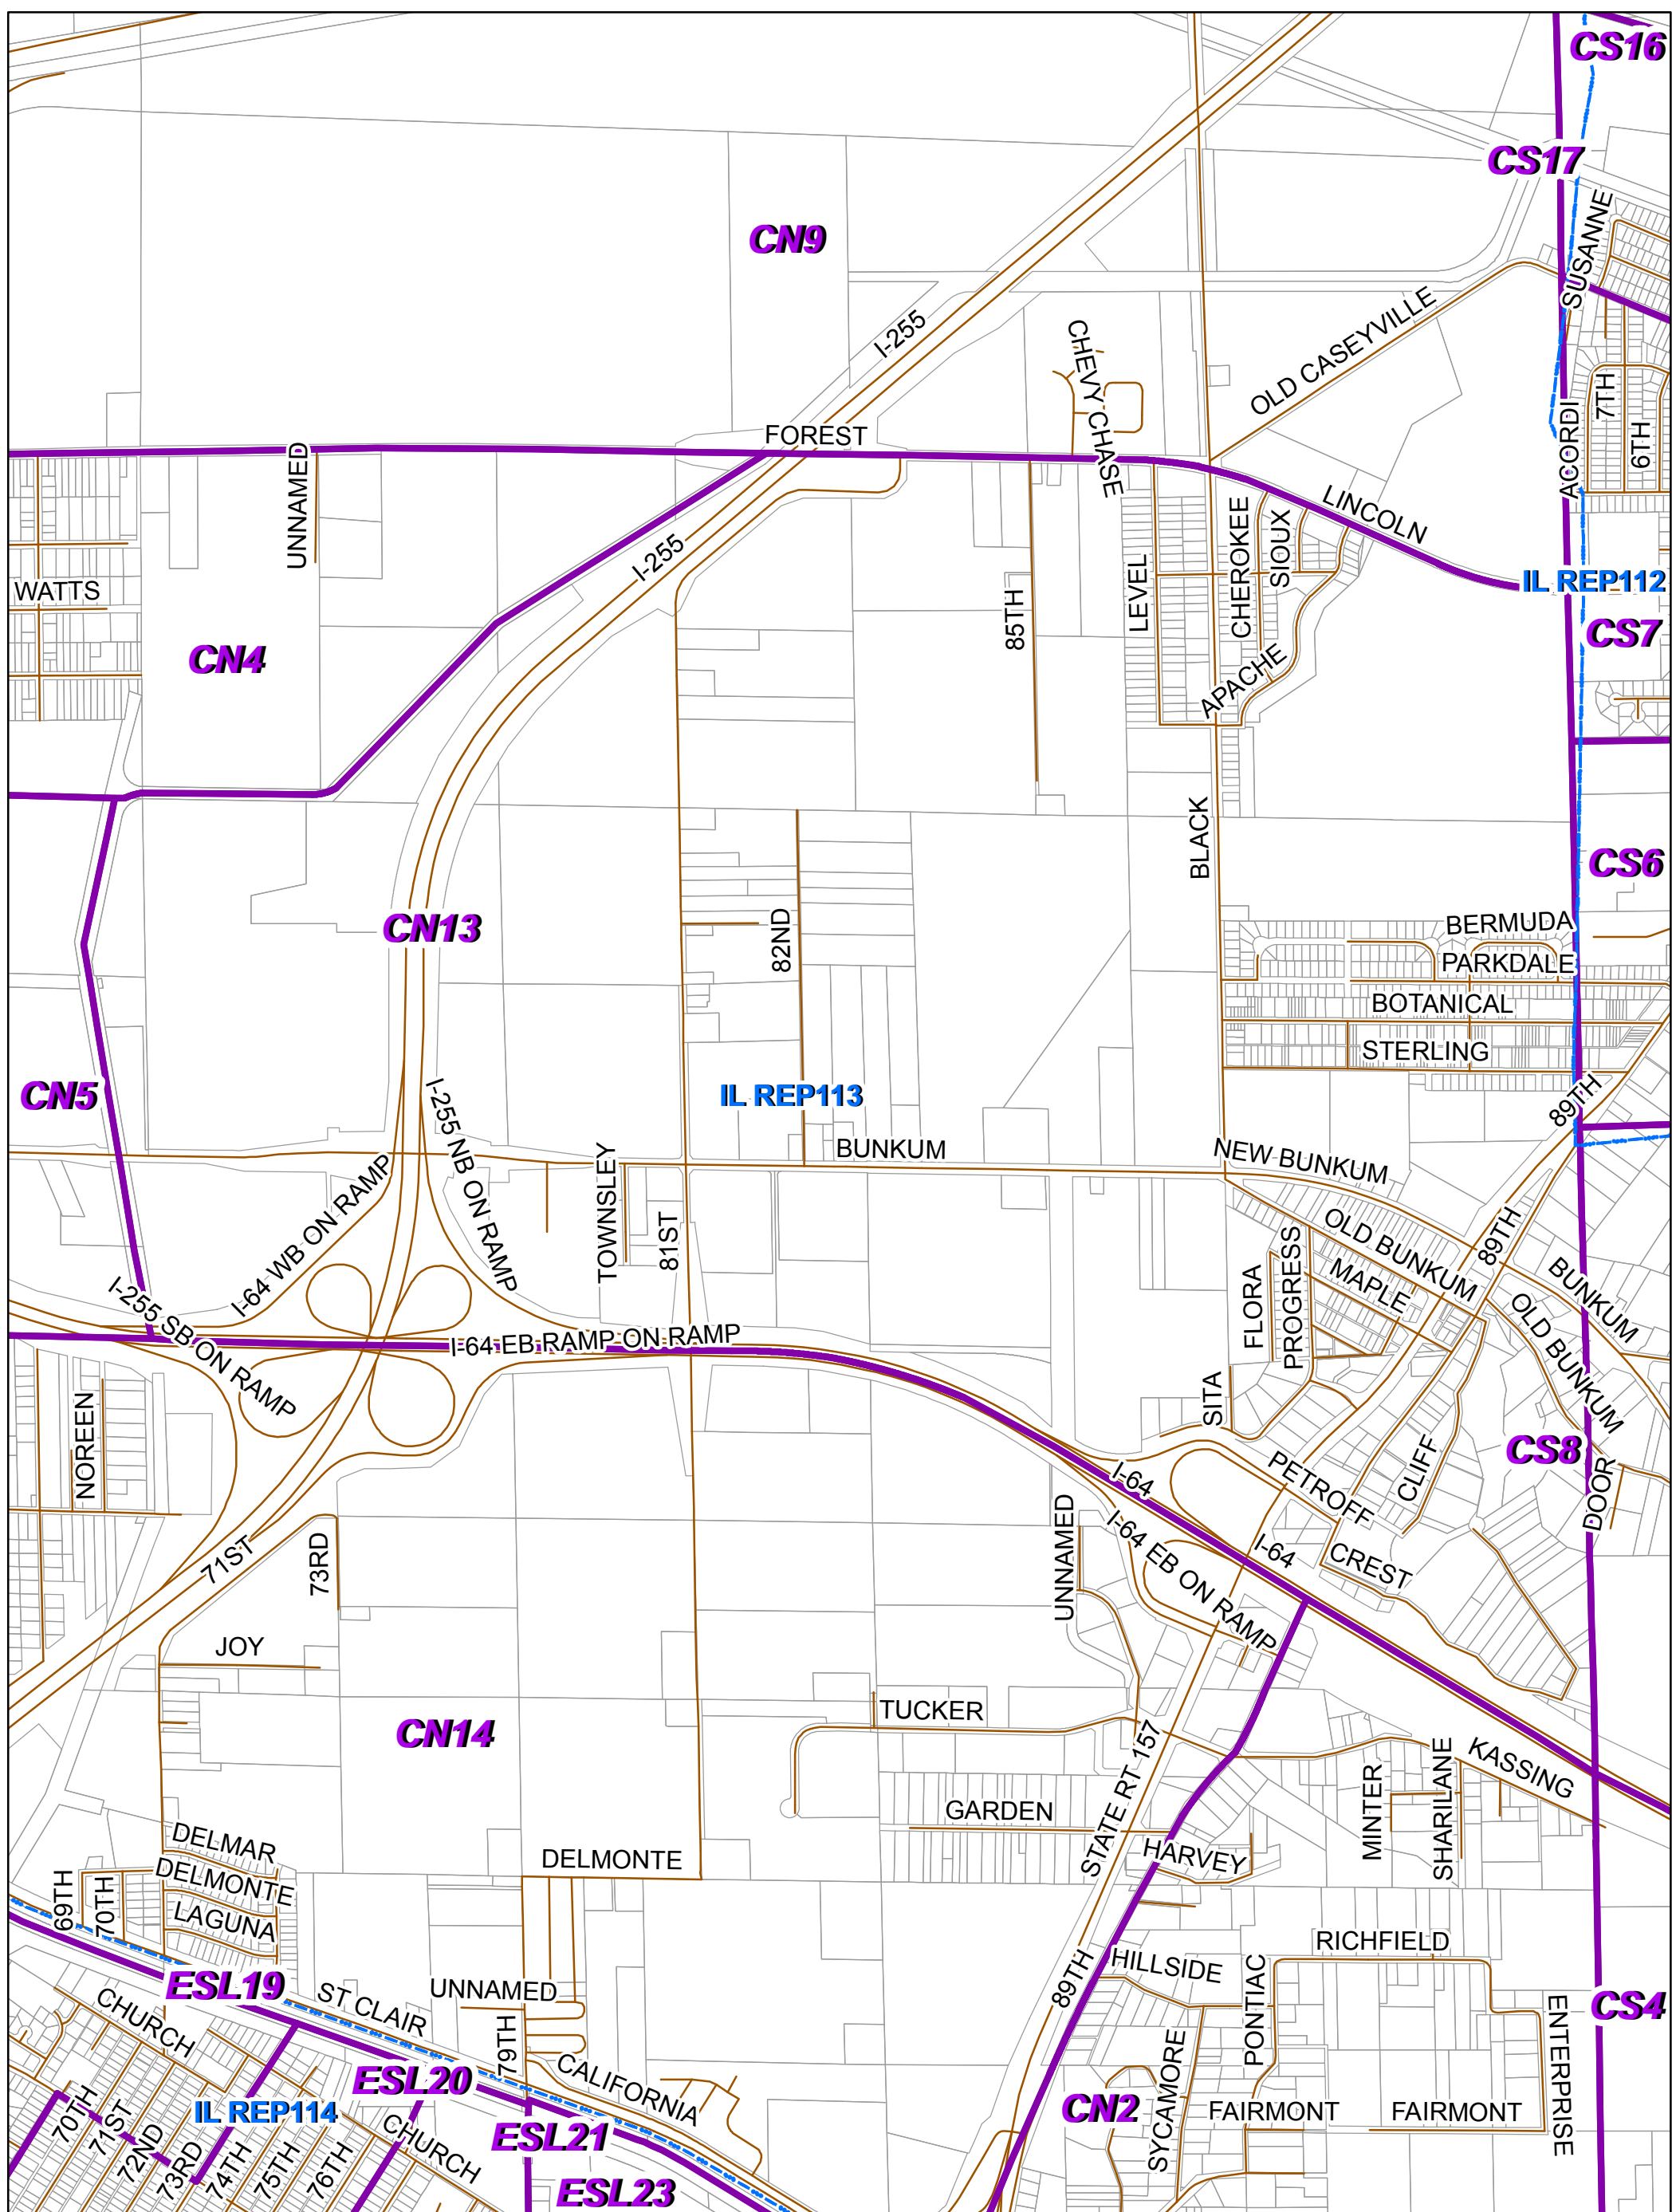 CS16
CS17
CN9
SUSANNE
I-255
OLD CASEYVILLE
CHEVY CHASE
7TH
6TH
ACORDI
FOREST
UNNAMED
LINCOLN
I-255
CHEROKEE
SIOUX
LEVEL
85TH
WATTS
IL REP112
CS7
CN4
APACHE
BLACK
CS6
CN13
82ND
BERMUDA
PARKDALE
BOTANICAL
STERLING
CN5
IL REP113
89TH
I-255 NB ON RAMP
BUNKUM
NEW BUNKUM
I-64 WB ON RAMP
TOWNSLEY
81ST
OLD BUNKUM
89TH
FLORA
PROGRESS
MAPLE
BUNKUM
I-255 SB ON RAMP
I-64 EB RAMP ON RAMP
OLD BUNKUM
SITA
NOREEN
CS8
CLIFF
PETROFF
I-64
DOOR
UNNAMED
I-64 EB ON RAMP
I-64
CREST
71ST
73RD
JOY
TUCKER
CN14
STATE RT 157
KASSING
MINTER
SHARILANE
GARDEN
HARVEY
DELMAR
DELMONTE
DELMONTE
LAGUNA
69TH
70TH
RICHFIELD
HILLSIDE
PONTIAC
89TH
ESL19
UNNAMED
ST CLAIR
CHURCH
79TH
CS4
ENTERPRISE
SYCAMORE
ESL20
CALIFORNIA
CN2
IL REP114
FAIRMONT
FAIRMONT
70TH
71ST
72ND
73RD
74TH
75TH
76TH
CHURCH
ESL21
ESL23